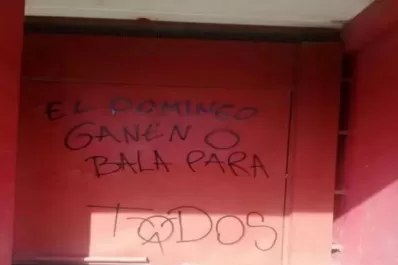 EL DOMINGO
GANEN O
BALA PARA
TODOS